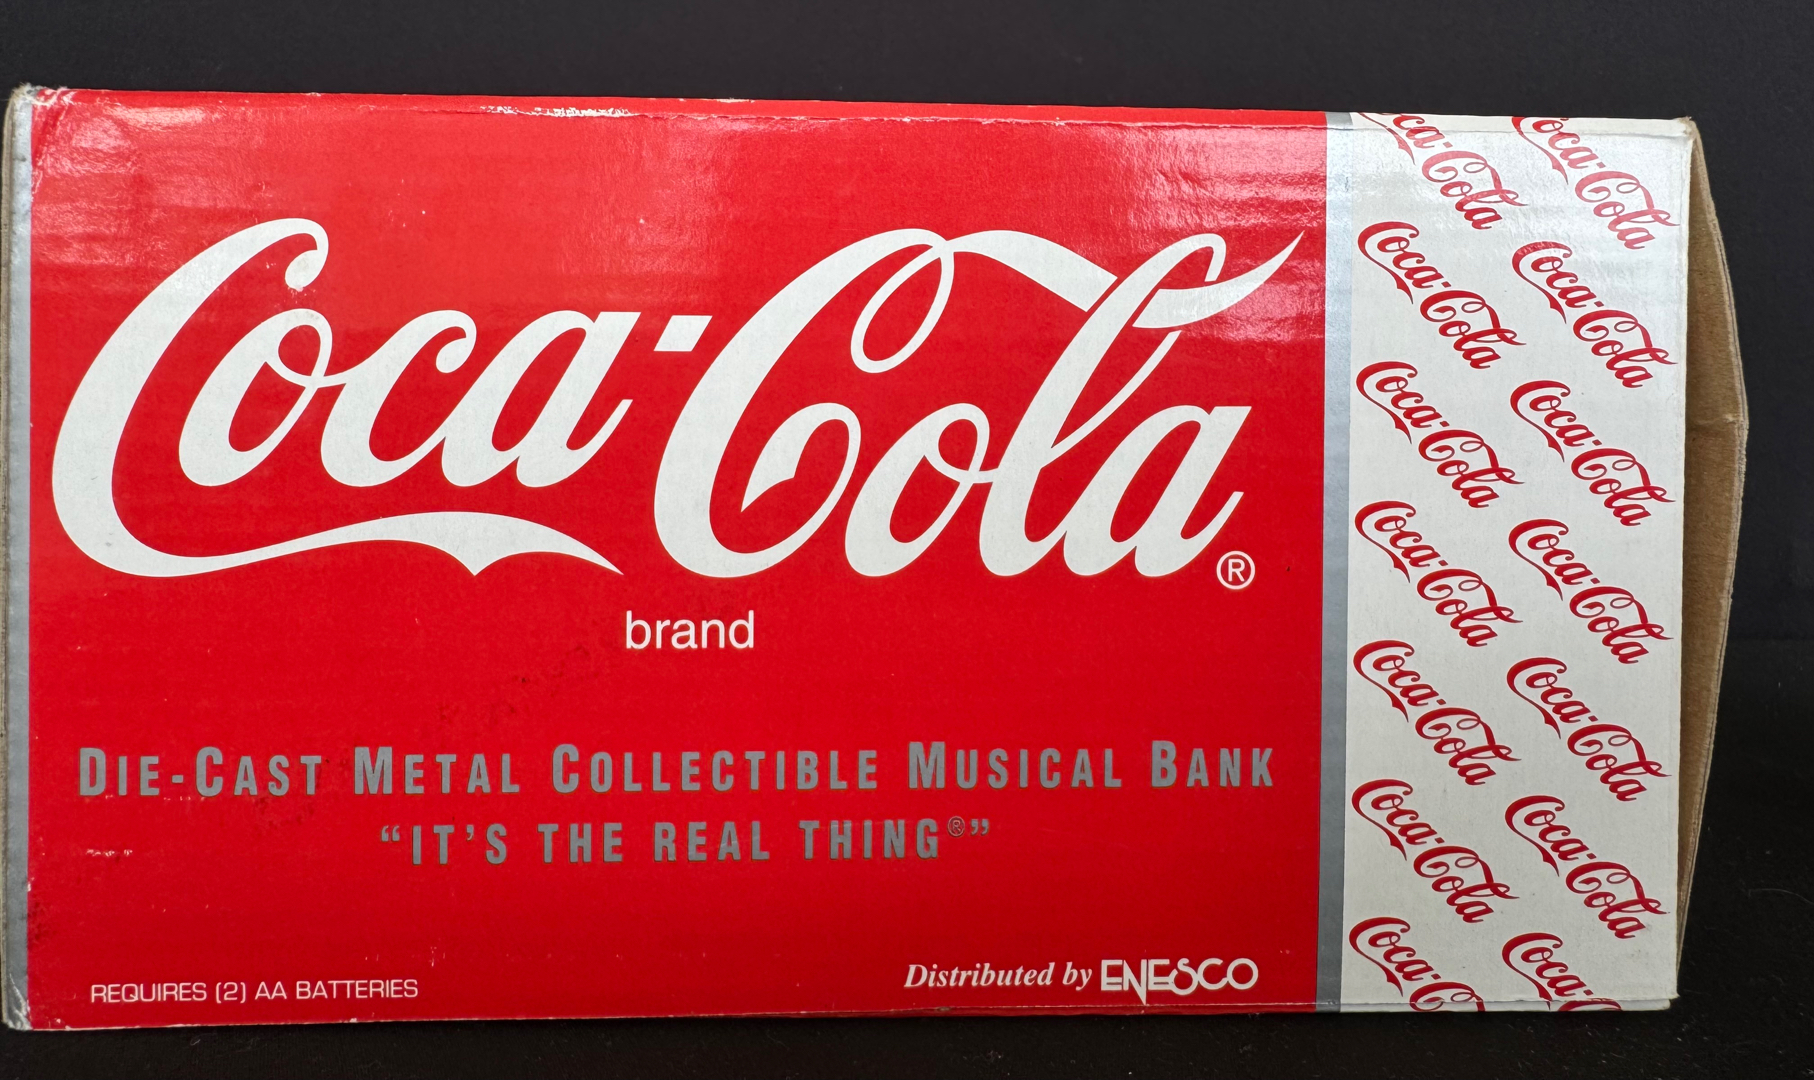 Coca-Cola®
brand
DIE-CAST METAL COLLECTIBLE MUSICAL BANK
“IT’S THE REAL THING®”
REQUIRES (2) AA BATTERIES
Distributed by ENESCO
Coca-Cola
Coca-Cola
Coca-Cola
Coca-Cola
Coca-Cola
Coca-Cola
Coca-Cola
Coca-Cola
Coca-Cola
Coca-Cola
Coca-Cola
Coca-Cola
Coca-Cola
Coca-Cola